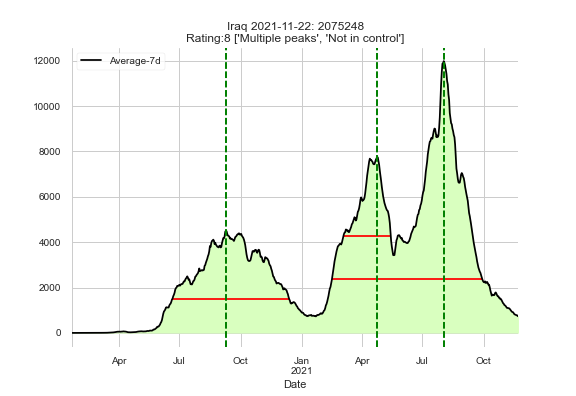 Iraq 2021-11-22: 2075248
Rating:8 ['Multiple peaks', 'Not in control']
Average-7d
12000
10000
8000
6000
4000
2000
0
Apr Jul Oct Jan Apr Jul Oct
2021
Date